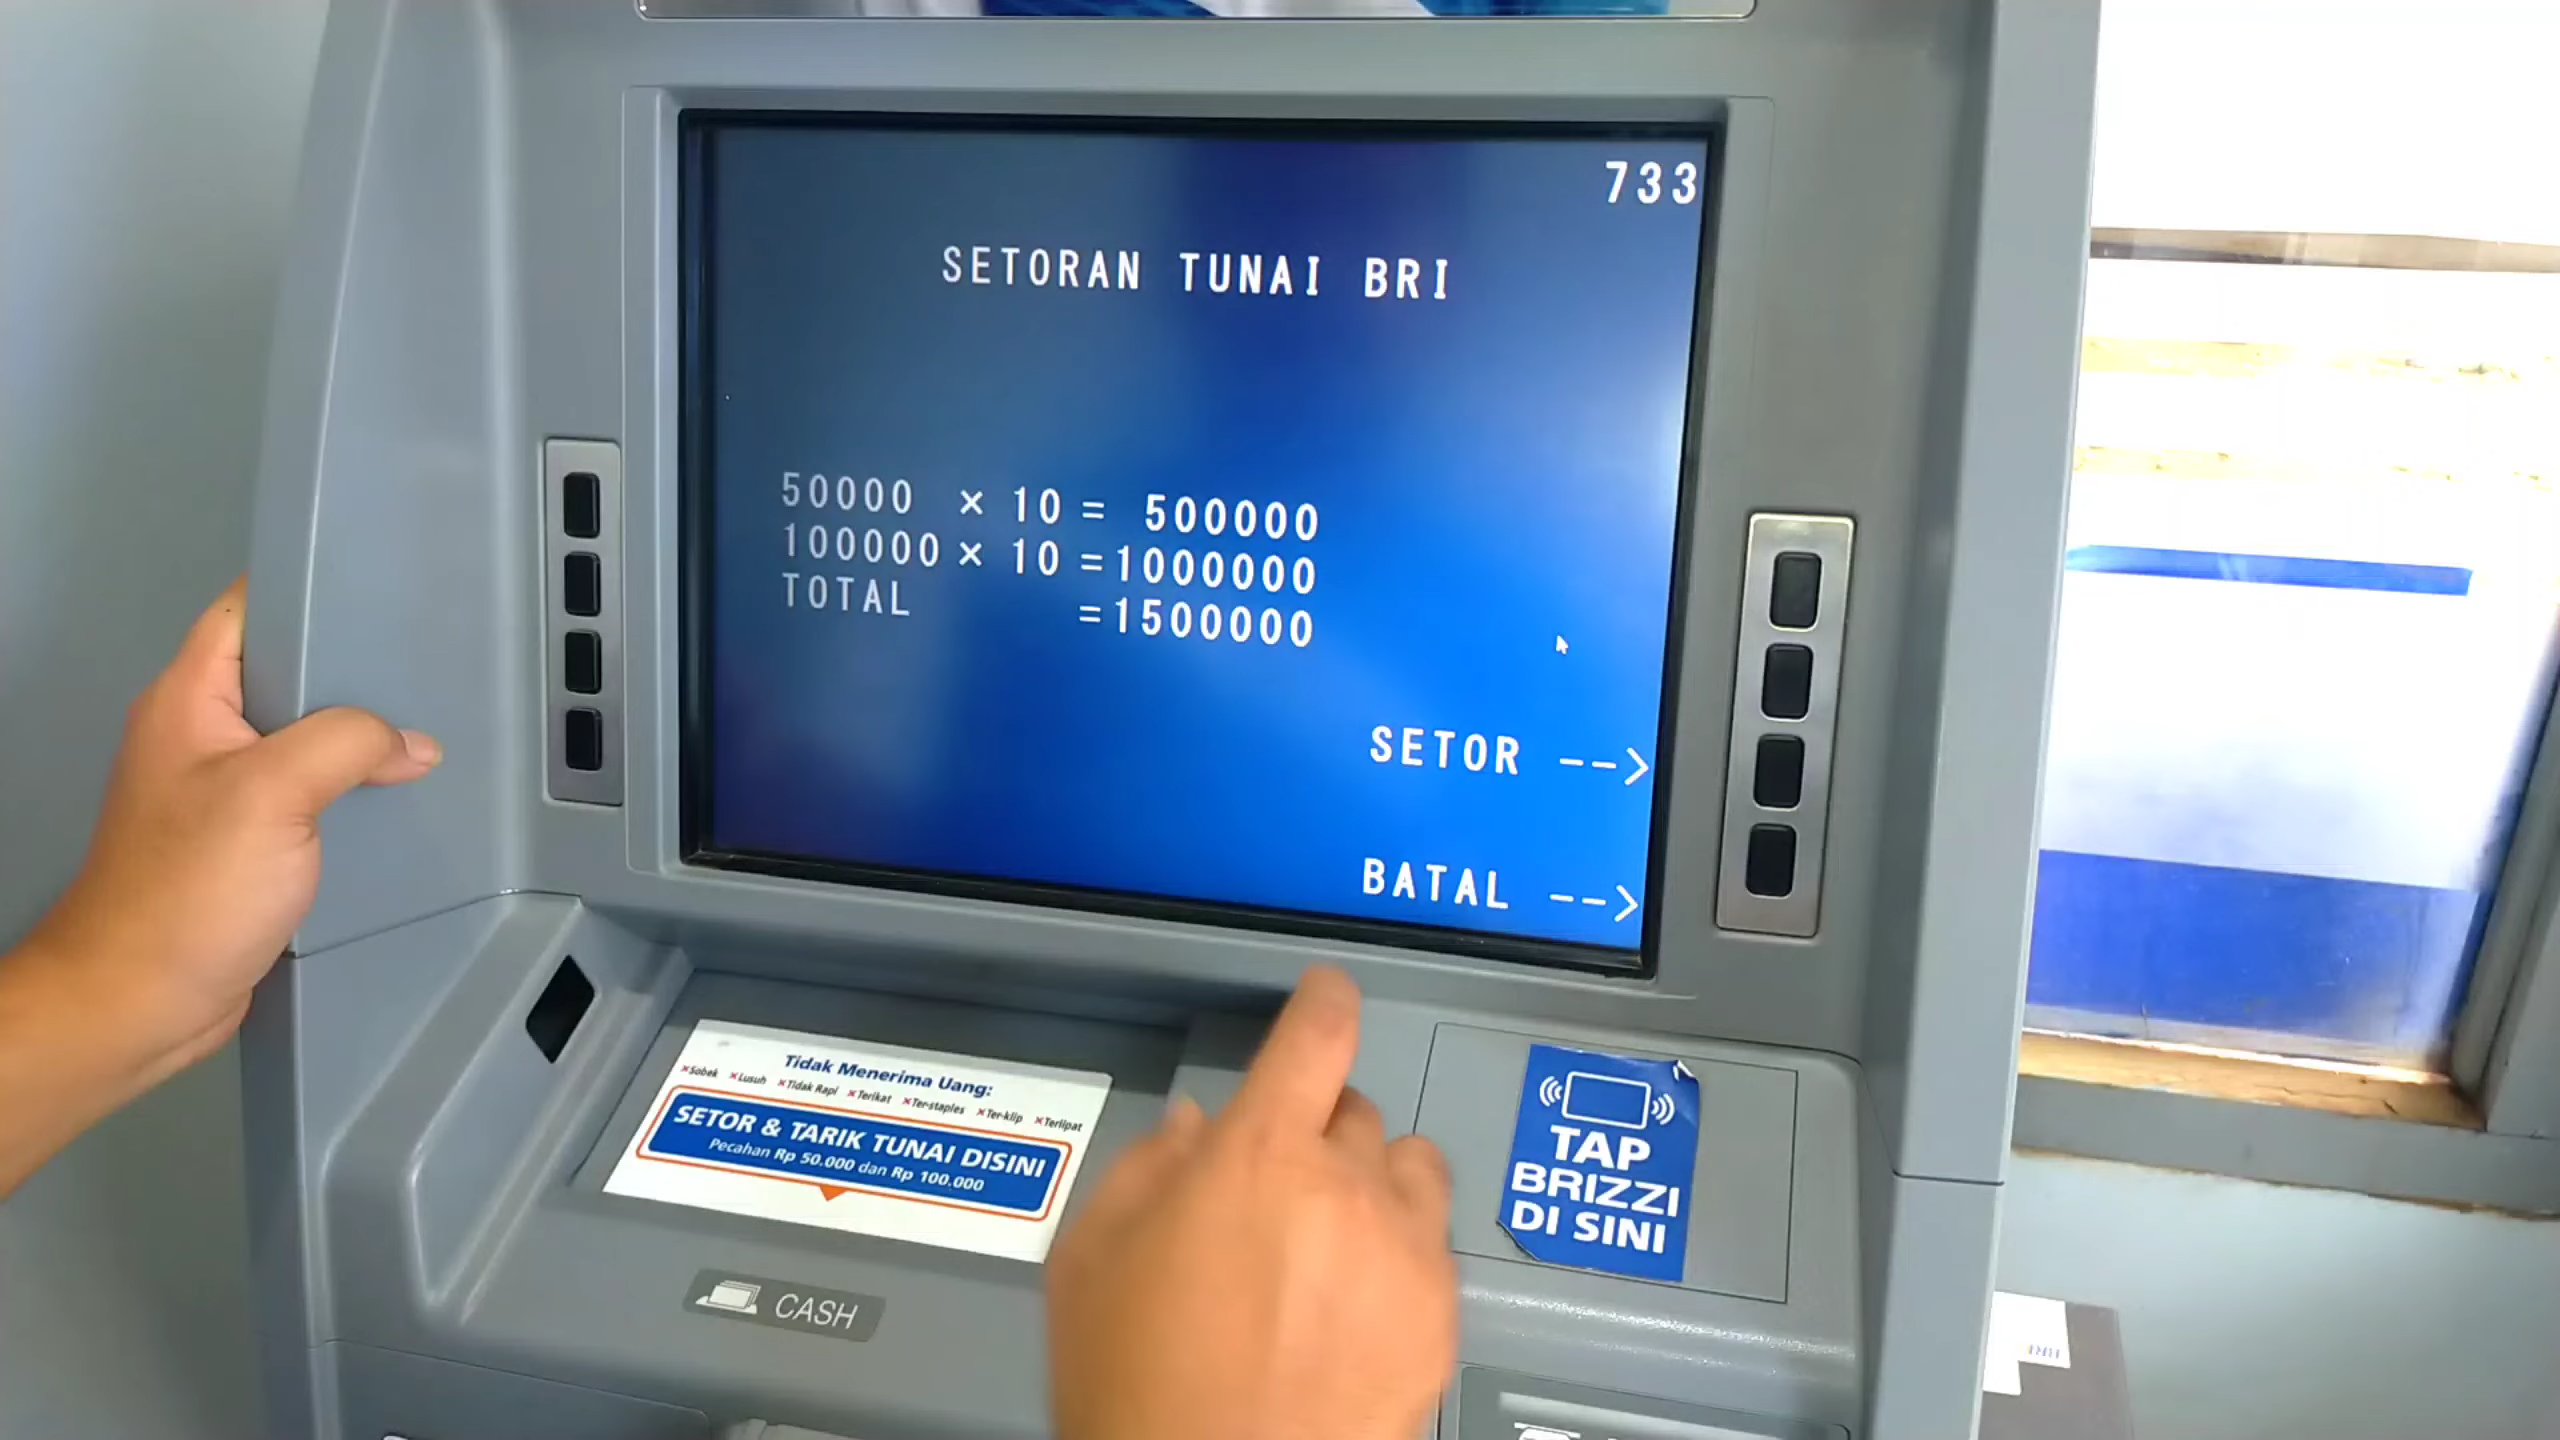 733
SETORAN TUNAI BRI
50000 × 10 = 500000
100000 × 10 =1000000
TOTAL =1500000
SETOR -->
BATAL -->
Tidak Menerima Uang:
×Sobek ×Lusuh ×Tidak Rapi ×Terikat ×Ter-staples ×Ter-klip ×Terlipat
SETOR & TARIK TUNAI DISINI
Pecahan Rp 50.000 dan Rp 100.000
CASH
TAP
BRIZZI
DI SINI
BRI